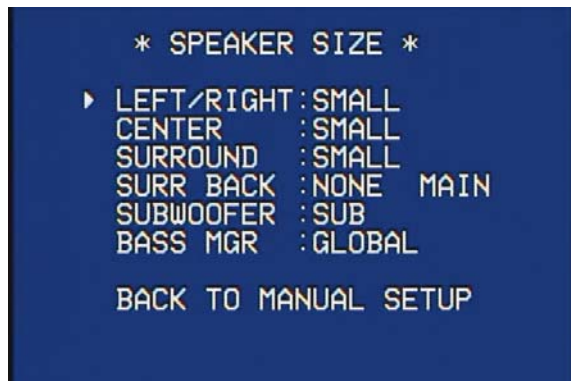 * SPEAKER SIZE *
LEFT/RIGHT:SMALL
CENTER :SMALL
SURROUND :SMALL
SURR BACK :NONE MAIN
SUBWOOFER :SUB
BASS MGR :GLOBAL
BACK TO MANUAL SETUP